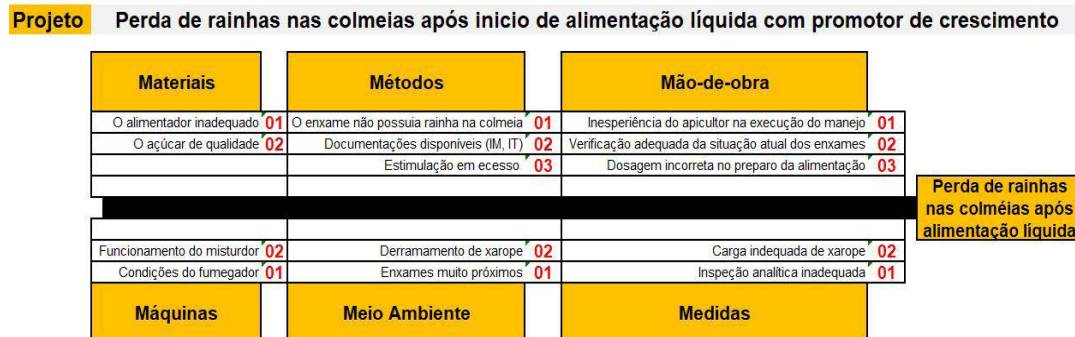 Projeto Perda de rainhas nas colmeias após inicio de alimentação líquida com promotor de crescimento
Materiais Métodos Mão-de-obra
O alimentador inadequado 01 O enxame não possuia rainha na colmeia 01 Inesperiência do apicultor na execução do manejo 01
O açúcar de qualidade 02 Documentações disponíveis (IM, IT) 02 Verificação adequada da situação atual dos enxames 02
Estimulação em ecesso 03 Dosagem incorreta no preparo da alimentação 03
Perda de rainhas
nas colméias após
alimentação líquida
Funcionamento do misturdor 02 Derramamento de xarope 02 Carga indequada de xarope 02
Condições do fumegador 01 Enxames muito próximos 01 Inspeção analítica inadequada 01
Máquinas Meio Ambiente Medidas